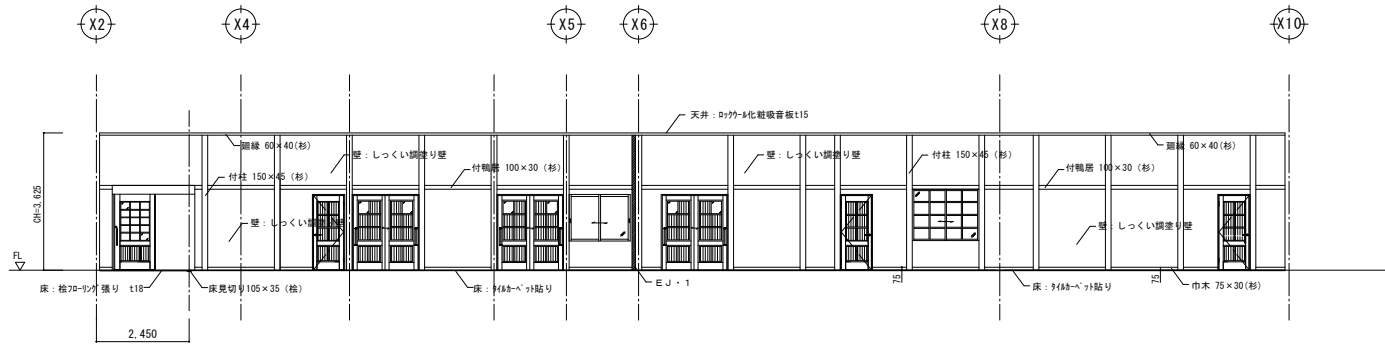 X2
X4
X5
X6
X8
X10
天井：ロックウール化粧吸音板t15
廻縁 60×40(杉)
壁：しっくい調塗り壁
付柱 150×45（杉）
付鴨居 100×30（杉）
壁：しっくい調塗り壁
付柱 150×45（杉）
付鴨居 100×30（杉）
廻縁 60×40(杉)
CH=3,625
壁：しっくい調塗り壁
壁：しっくい調塗り壁
FL
床：桧フローリング張り t18
床見切り105×35（桧）
床：タイルカーペット貼り
ＥＪ・1
75
床：タイルカーペット貼り
75
巾木 75×30(杉)
2,450